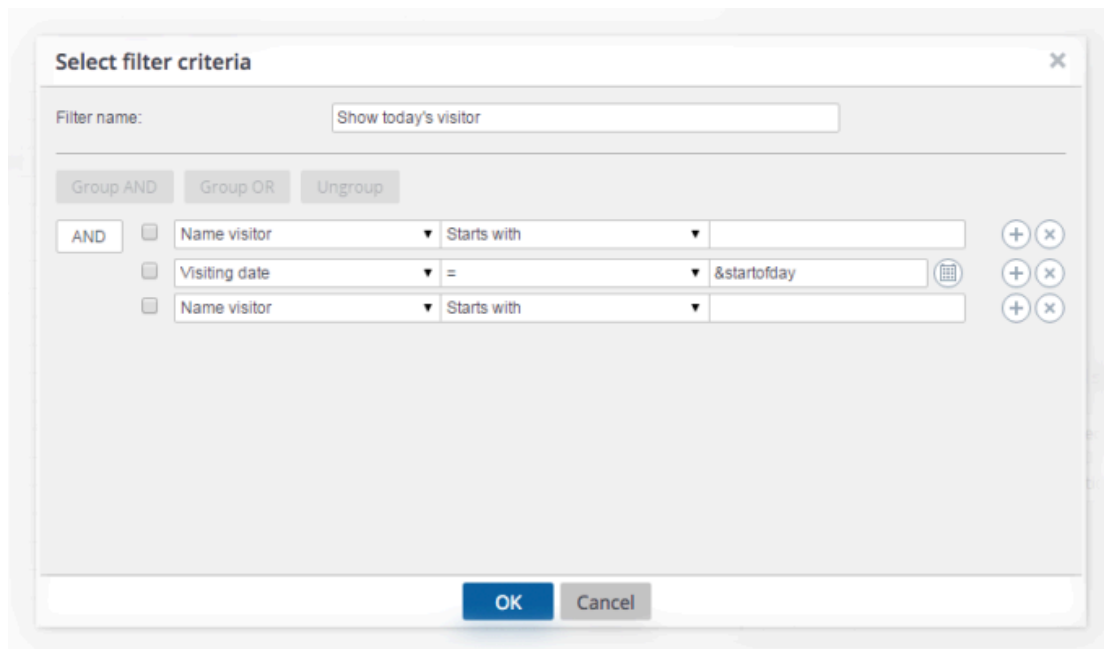 Select filter criteria
Filter name: Show today's visitor
Group AND Group OR Ungroup
AND Name visitor Starts with
Visiting date = &startofday
Name visitor Starts with
OK Cancel